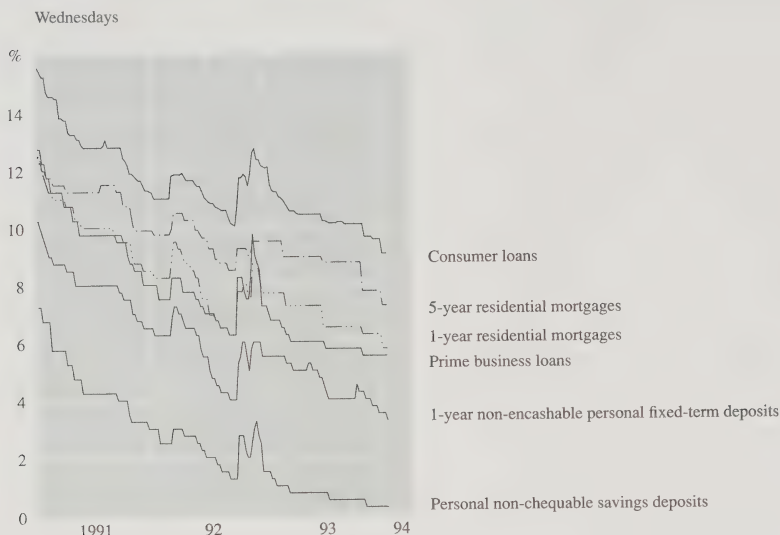 Wednesdays
%
14
12
10
8
6
4
2
0
1991 92 93 94
Consumer loans
5-year residential mortgages
1-year residential mortgages
Prime business loans
1-year non-encashable personal fixed-term deposits
Personal non-chequable savings deposits